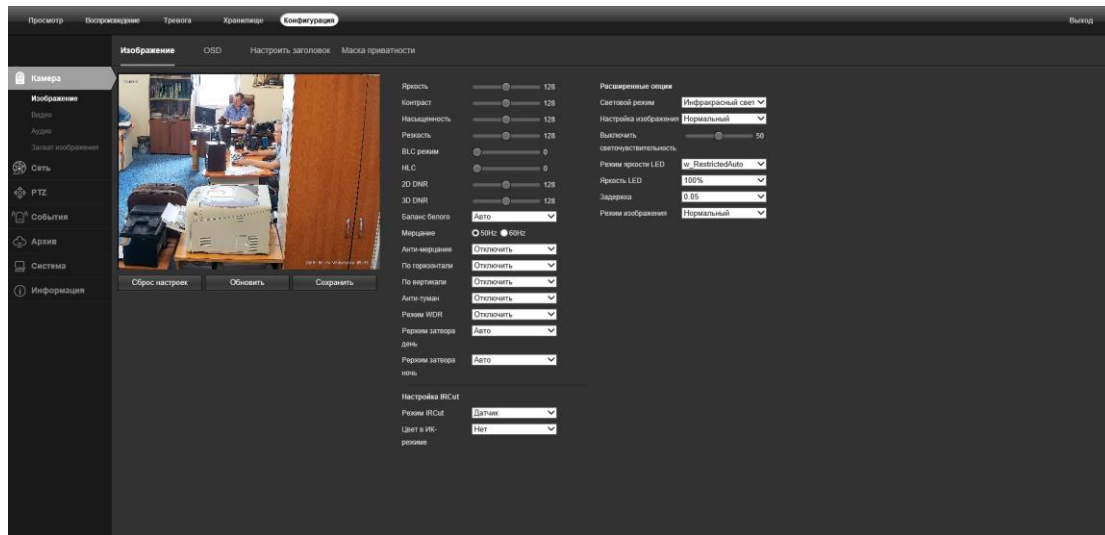 Просмотр Воспроизведение Тревога Хранилище Конфигурация Выход
Изображение OSD Настроить заголовок Маска приватности
Камера
Изображение
Видео
Аудио
Захват изображения
Сеть
PTZ
События
Архив
Система
Информация
Сброс настроек Обновить Сохранить
Яркость 128
Контраст 128
Насыщенность 128
Резкость 128
BLC режим 0
HLC 0
2D DNR 128
3D DNR 128
Баланс белого Авто
Мерцание 50Hz 60Hz
Анти-мерцание Отключить
По горизонтали Отключить
По вертикали Отключить
Анти-туман Отключить
Режим WDR Отключить
Рержим затвора Авто
день
Рержим затвора Авто
ночь
Настройка IRCut
Режим IRCut Датчик
Цвет в ИК- Нет
режиме
Расширенные опции
Световой режим Инфракрасный свет
Настройка изображения Нормальный
Выключить 50
светочувствительность
Режим яркости LED w_RestrictedAuto
Яркость LED 100%
Задержка 0.05
Режим изображения Нормальный